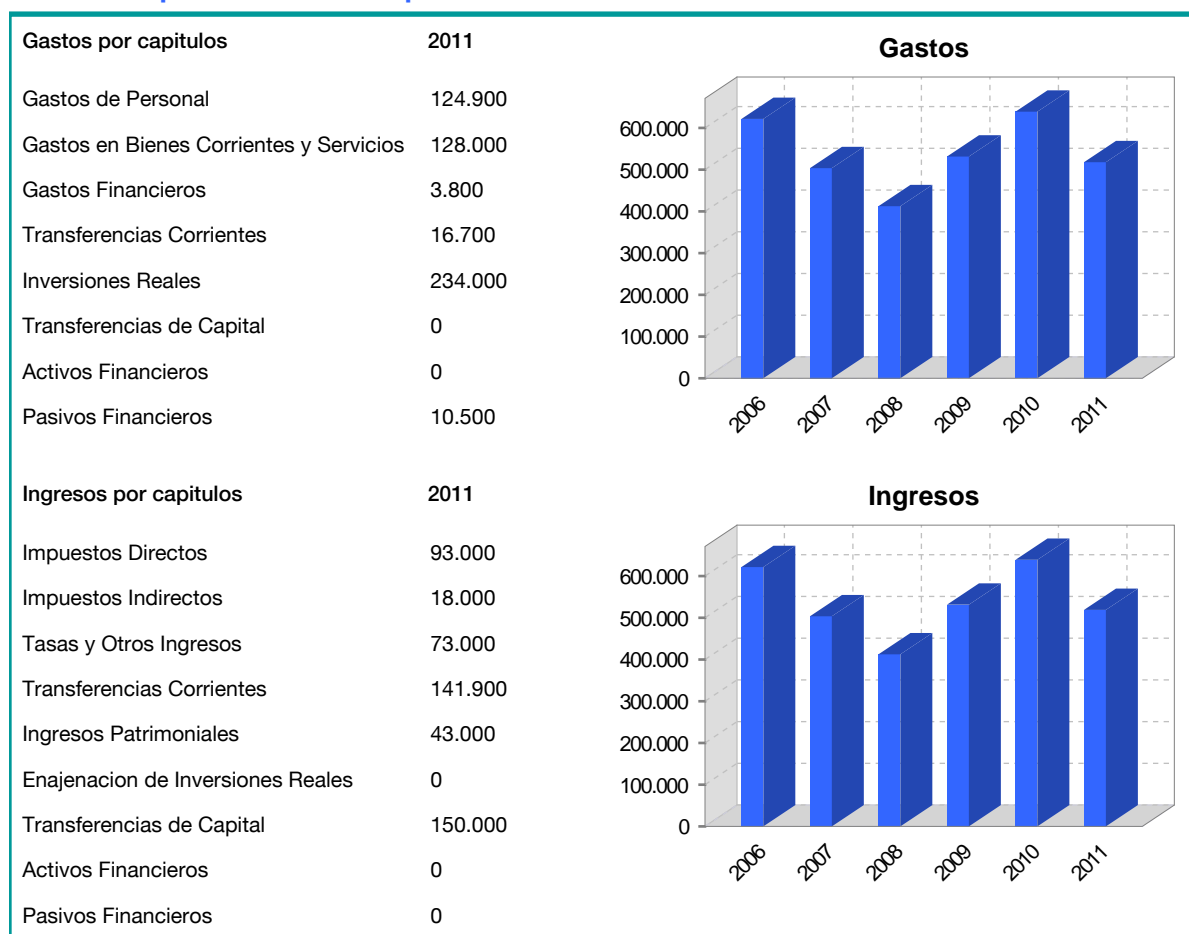 Gastos por capitulos 2011
Gastos de Personal 124.900
Gastos en Bienes Corrientes y Servicios 128.000
Gastos Financieros 3.800
Transferencias Corrientes 16.700
Inversiones Reales 234.000
Transferencias de Capital 0
Activos Financieros 0
Pasivos Financieros 10.500
Gastos
600.000
500.000
400.000
300.000
200.000
100.000
0
2006 2007 2008 2009 2010 2011
Ingresos por capitulos 2011
Impuestos Directos 93.000
Impuestos Indirectos 18.000
Tasas y Otros Ingresos 73.000
Transferencias Corrientes 141.900
Ingresos Patrimoniales 43.000
Enajenacion de Inversiones Reales 0
Transferencias de Capital 150.000
Activos Financieros 0
Pasivos Financieros 0
Ingresos
600.000
500.000
400.000
300.000
200.000
100.000
0
2006 2007 2008 2009 2010 2011